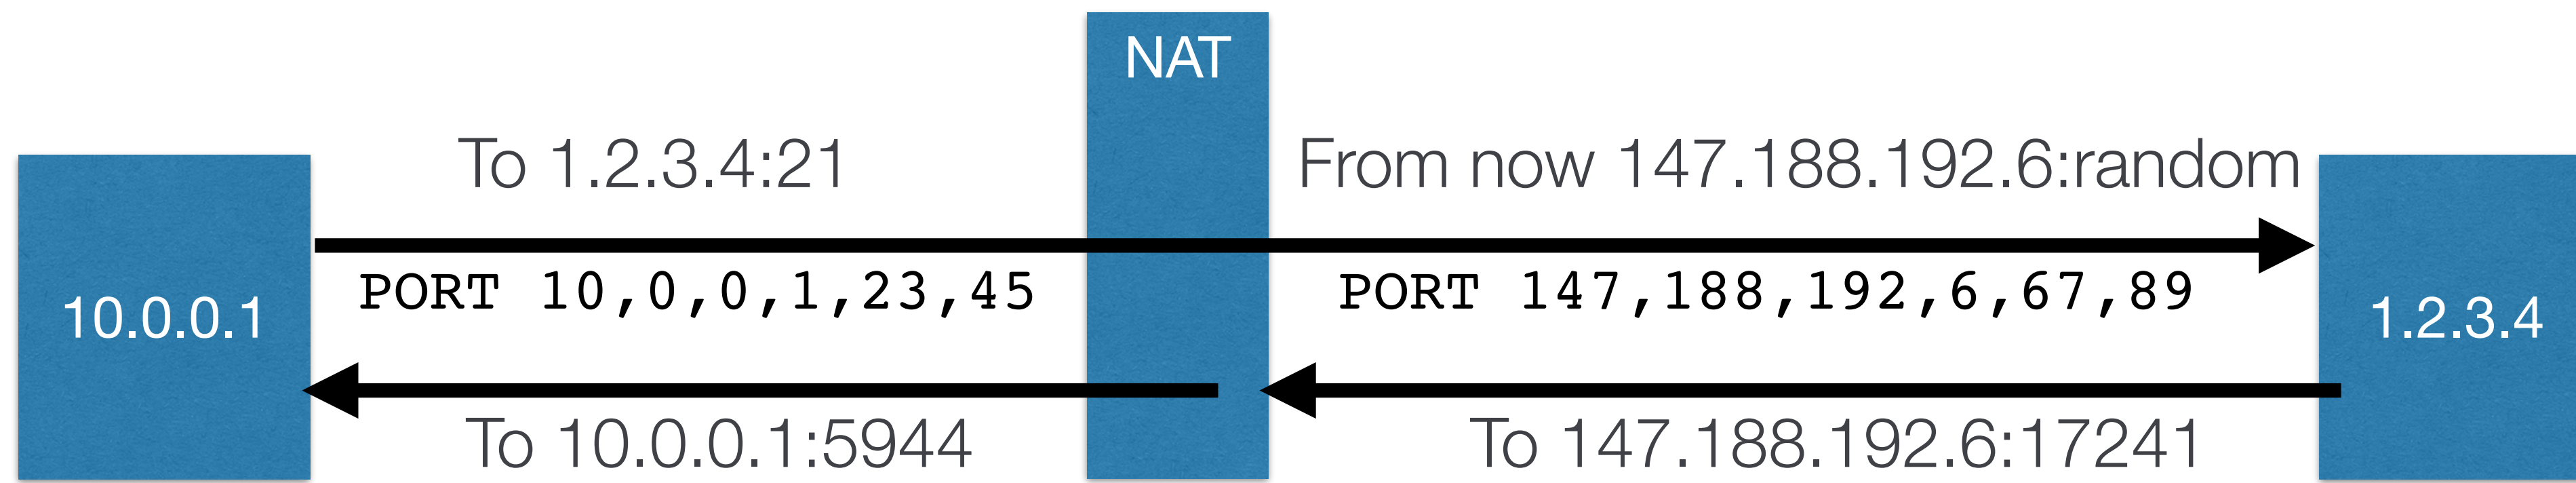 NAT
To 1.2.3.4:21
From now 147.188.192.6:random
10.0.0.1
PORT 10,0,0,1,23,45
PORT 147,188,192,6,67,89
1.2.3.4
To 10.0.0.1:5944
To 147.188.192.6:17241